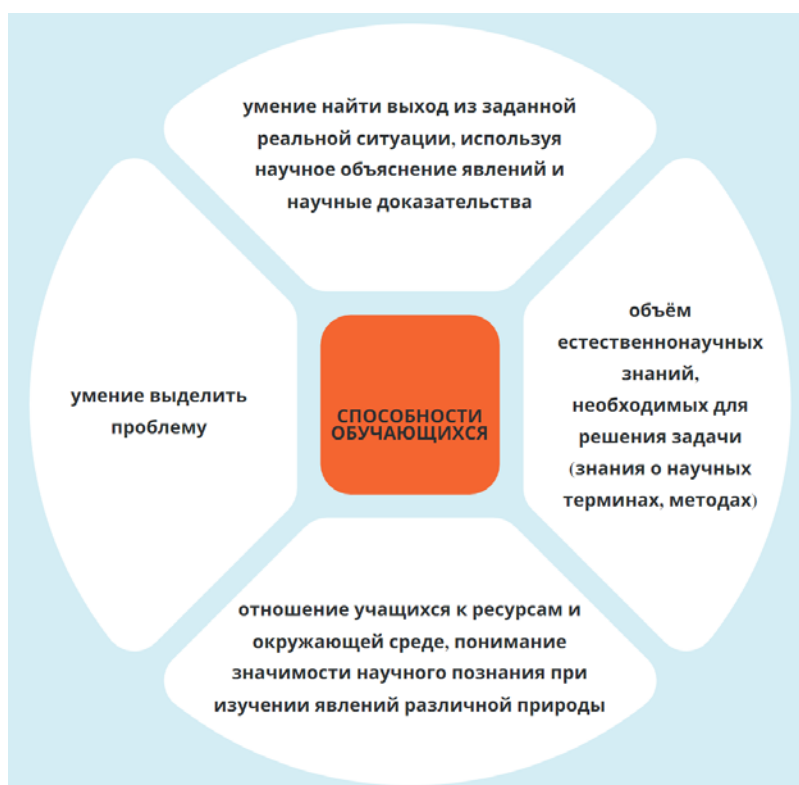 умение найти выход из заданной
реальной ситуации, используя
научное объяснение явлений и
научные доказательства
умение выделить
проблему
СПОСОБНОСТИ
ОБУЧАЮЩИХСЯ
объём
естественнонаучных
знаний,
необходимых для
решения задачи
(знания о научных
терминах, методах)
отношение учащихся к ресурсам и
окружающей среде, понимание
значимости научного познания при
изучении явлений различной природы